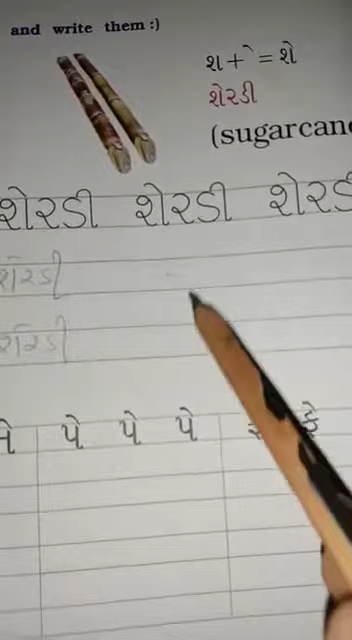 and write them :)
શ + ે = શે
શેરડી
(sugarcan
શેરડી શેરડી શેરડી
શેરડી
શેરડી
પે પે પે